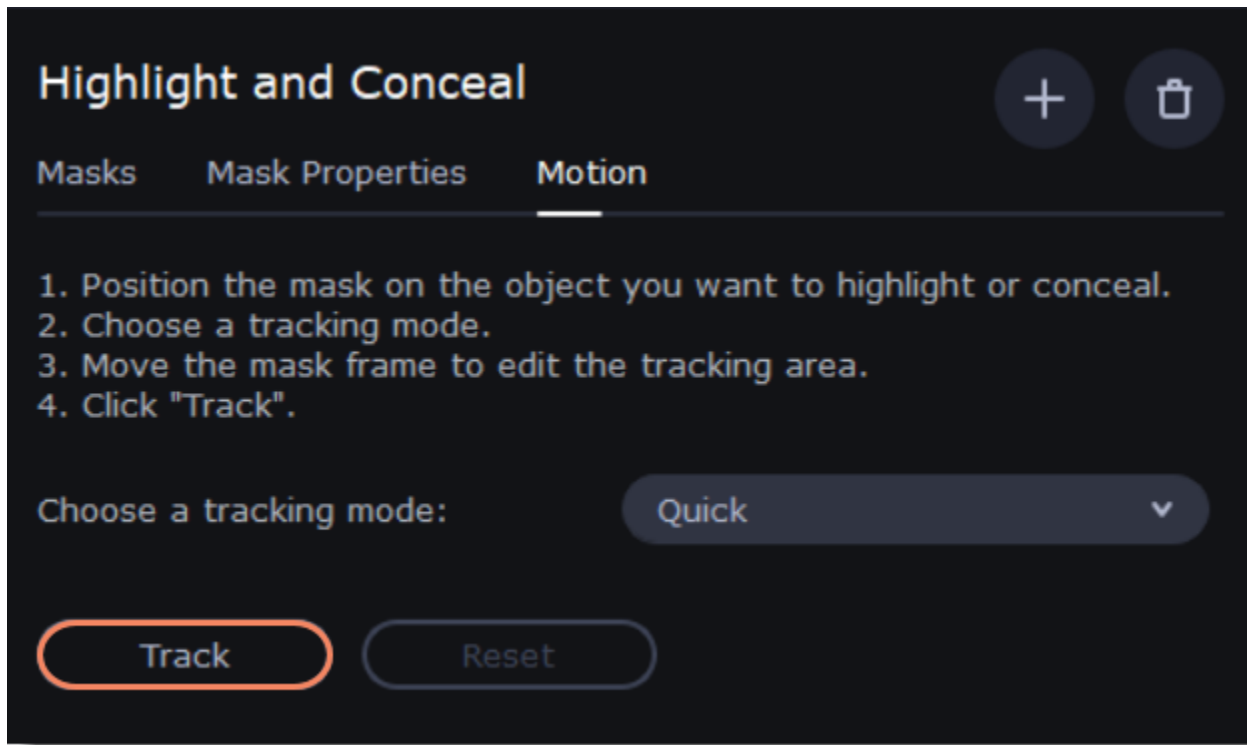 Highlight and Conceal
Masks Mask Properties Motion
1. Position the mask on the object you want to highlight or conceal.
2. Choose a tracking mode.
3. Move the mask frame to edit the tracking area.
4. Click "Track".
Choose a tracking mode: Quick
Track Reset